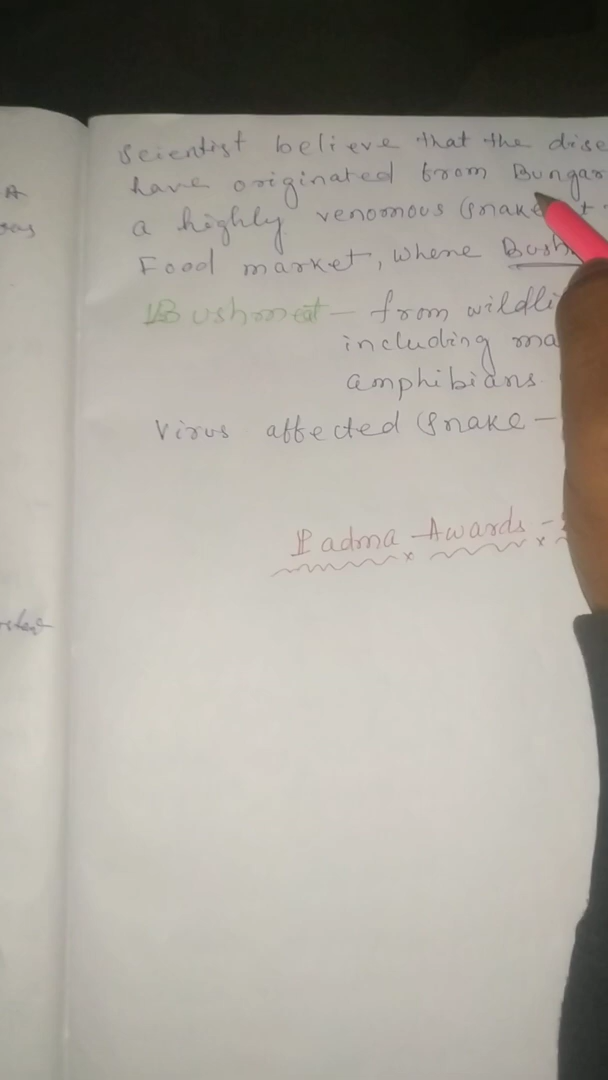 scientist believe that the dise
have originated from Bungar
a highly venomous snake
Food market, where Bush
Bushmeat - from wildli
including ma
amphibians
Virus affected snake -
Padma Awards -